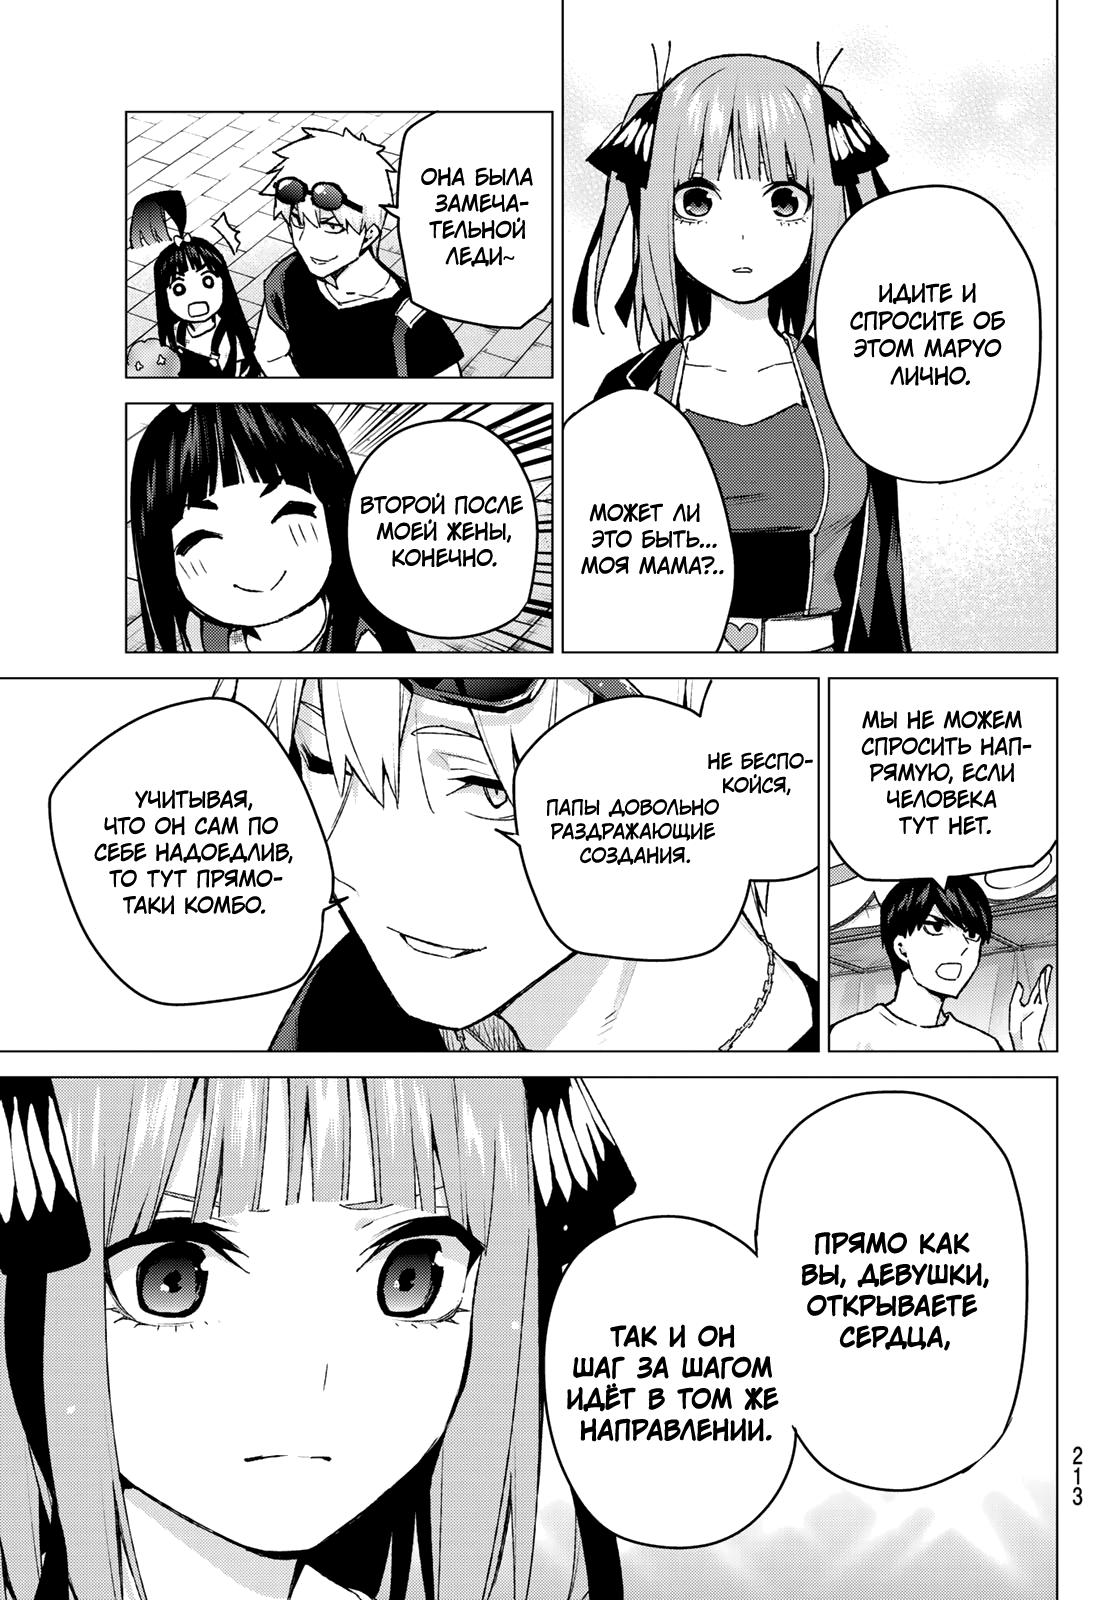 ИДИТЕ И
СПРОСИТЕ ОБ
ЭТОМ МАРУО
ЛИЧНО.
МОЖЕТ ЛИ
ЭТО БЫТЬ...
МОЯ МАМА?..
ОНА БЫЛА
ЗАМЕЧА-
ТЕЛЬНОЙ
ЛЕДИ~
ВТОРОЙ ПОСЛЕ
МОЕЙ ЖЕНЫ,
КОНЕЧНО.
МЫ НЕ МОЖЕМ
СПРОСИТЬ НАП-
РЯМУЮ, ЕСЛИ
ЧЕЛОВЕКА
ТУТ НЕТ.
НЕ БЕСПО-
КОЙСЯ,
ПАПЫ ДОВОЛЬНО
РАЗДРАЖАЮЩИЕ
СОЗДАНИЯ.
УЧИТЫВАЯ,
ЧТО ОН САМ ПО
СЕБЕ НАДОЕДЛИВ,
ТО ТУТ ПРЯМО-
ТАКИ КОМБО.
ПРЯМО КАК
ВЫ, ДЕВУШКИ,
ОТКРЫВАЕТЕ
СЕРДЦА,
ТАК И ОН
ШАГ ЗА ШАГОМ
ИДЁТ В ТОМ ЖЕ
НАПРАВЛЕНИИ.
213